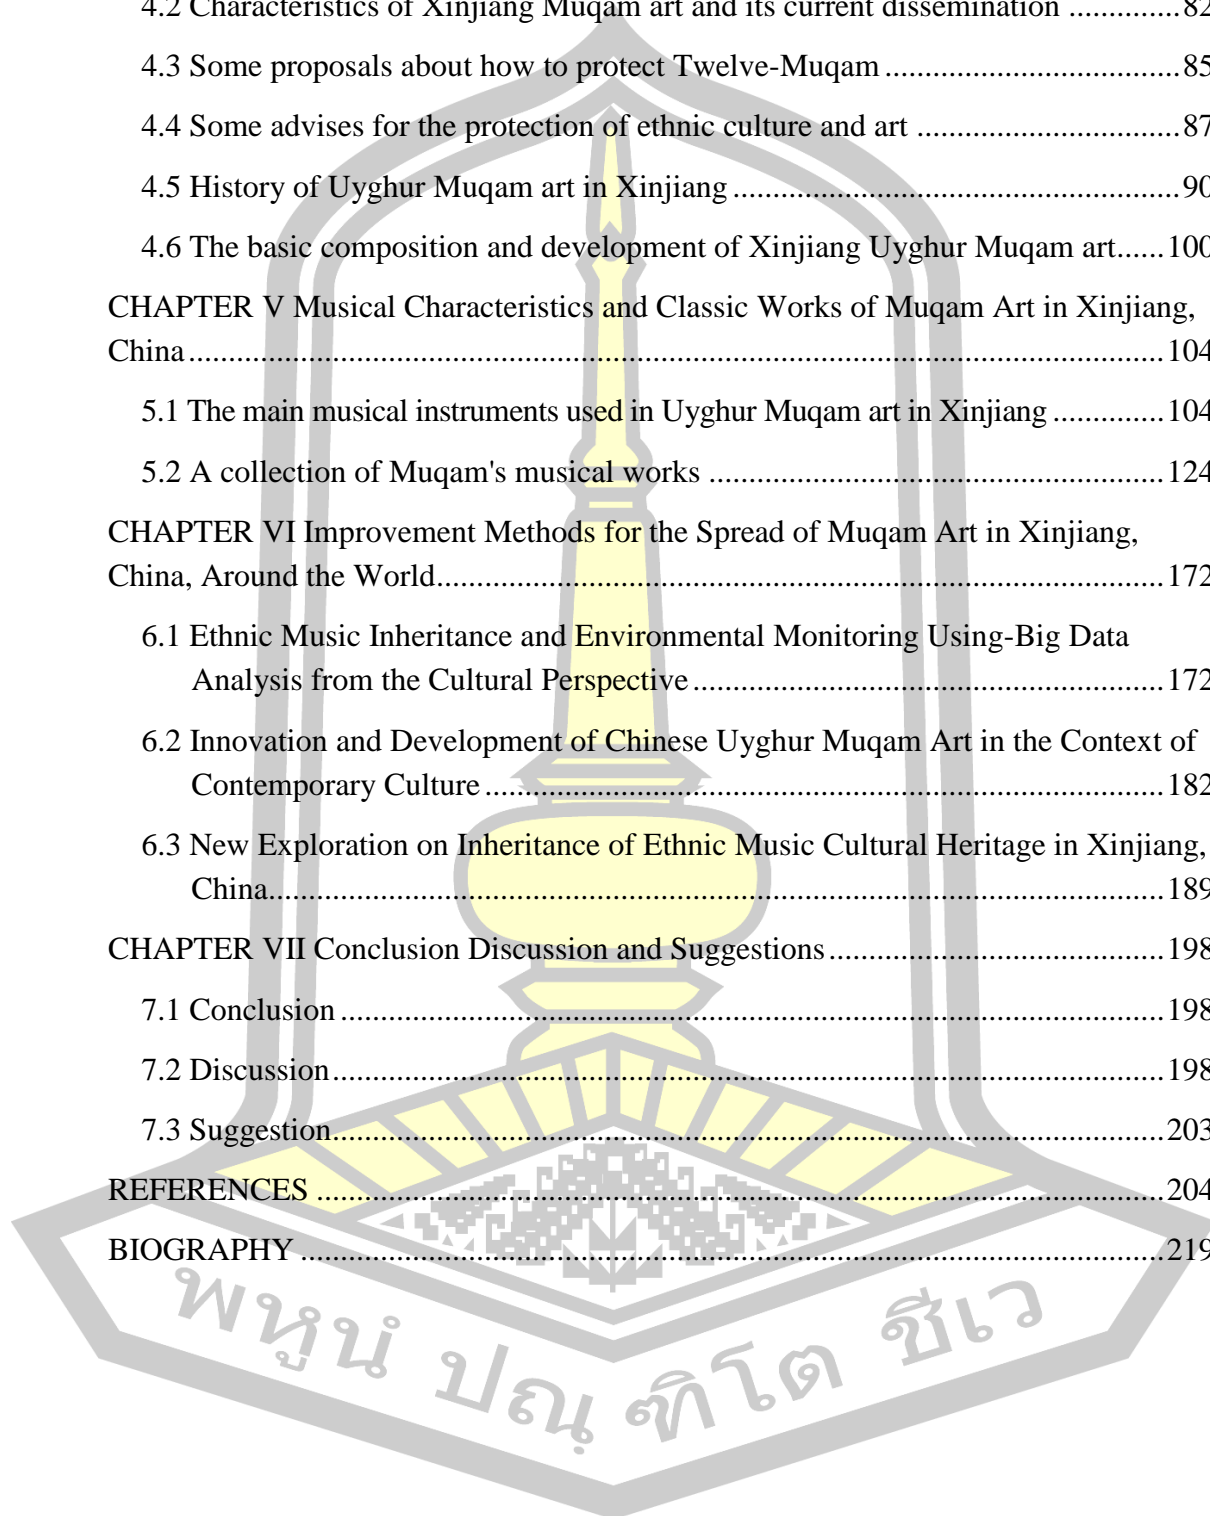 4.2 Characteristics of Xinjiang Muqam art and its current dissemination ..............82
4.3 Some proposals about how to protect Twelve-Muqam ....................................85
4.4 Some advises for the protection of ethnic culture and art ................................87
4.5 History of Uyghur Muqam art in Xinjiang ......................................................90
4.6 The basic composition and development of Xinjiang Uyghur Muqam art......100
CHAPTER V Musical Characteristics and Classic Works of Muqam Art in Xinjiang,
China ......................................................................................................................104
5.1 The main musical instruments used in Uyghur Muqam art in Xinjiang ............104
5.2 A collection of Muqam's musical works .......................................................124
CHAPTER VI Improvement Methods for the Spread of Muqam Art in Xinjiang,
China, Around the World........................................................................................172
6.1 Ethnic Music Inheritance and Environmental Monitoring Using-Big Data
Analysis from the Cultural Perspective ..........................................................172
6.2 Innovation and Development of Chinese Uyghur Muqam Art in the Context of
Contemporary Culture ...................................................................................182
6.3 New Exploration on Inheritance of Ethnic Music Cultural Heritage in Xinjiang,
China.............................................................................................................189
CHAPTER VII Conclusion Discussion and Suggestions .........................................198
7.1 Conclusion ....................................................................................................198
7.2 Discussion.....................................................................................................198
7.3 Suggestion.....................................................................................................203
REFERENCES .......................................................................................................204
BIOGRAPHY .........................................................................................................219
พหูนํ ปณฺฑิโต ชีเว